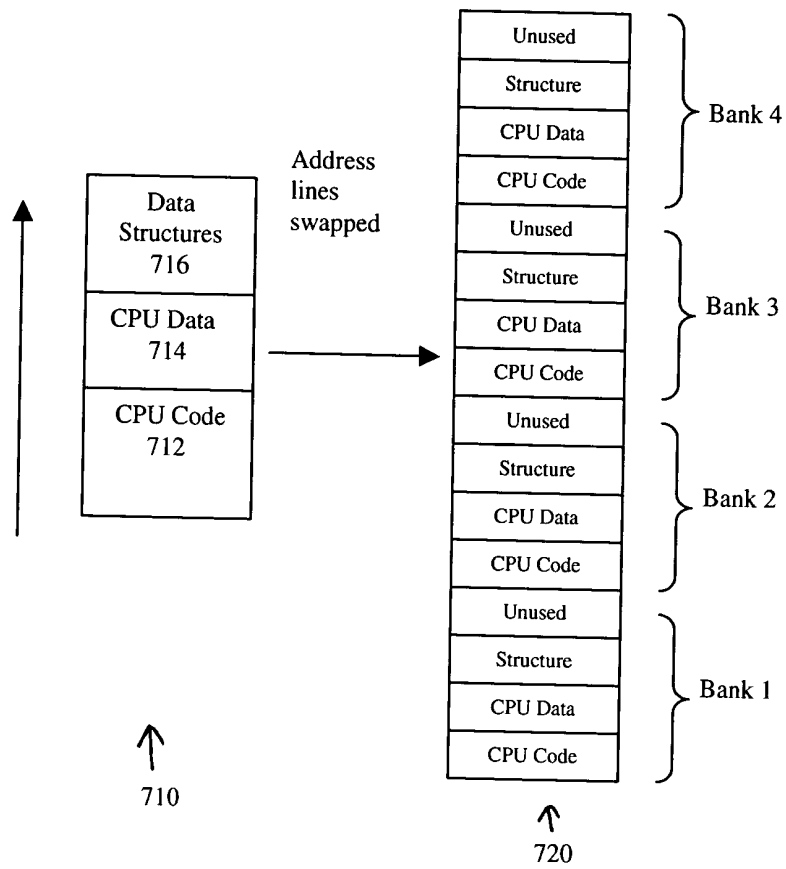 Data
Structures
716
CPU Data
714
CPU Code
712
710
Address
lines
swapped
Unused
Structure
CPU Data
CPU Code
Bank 4
Unused
Structure
CPU Data
CPU Code
Bank 3
Unused
Structure
CPU Data
CPU Code
Bank 2
Unused
Structure
CPU Data
CPU Code
Bank 1
720